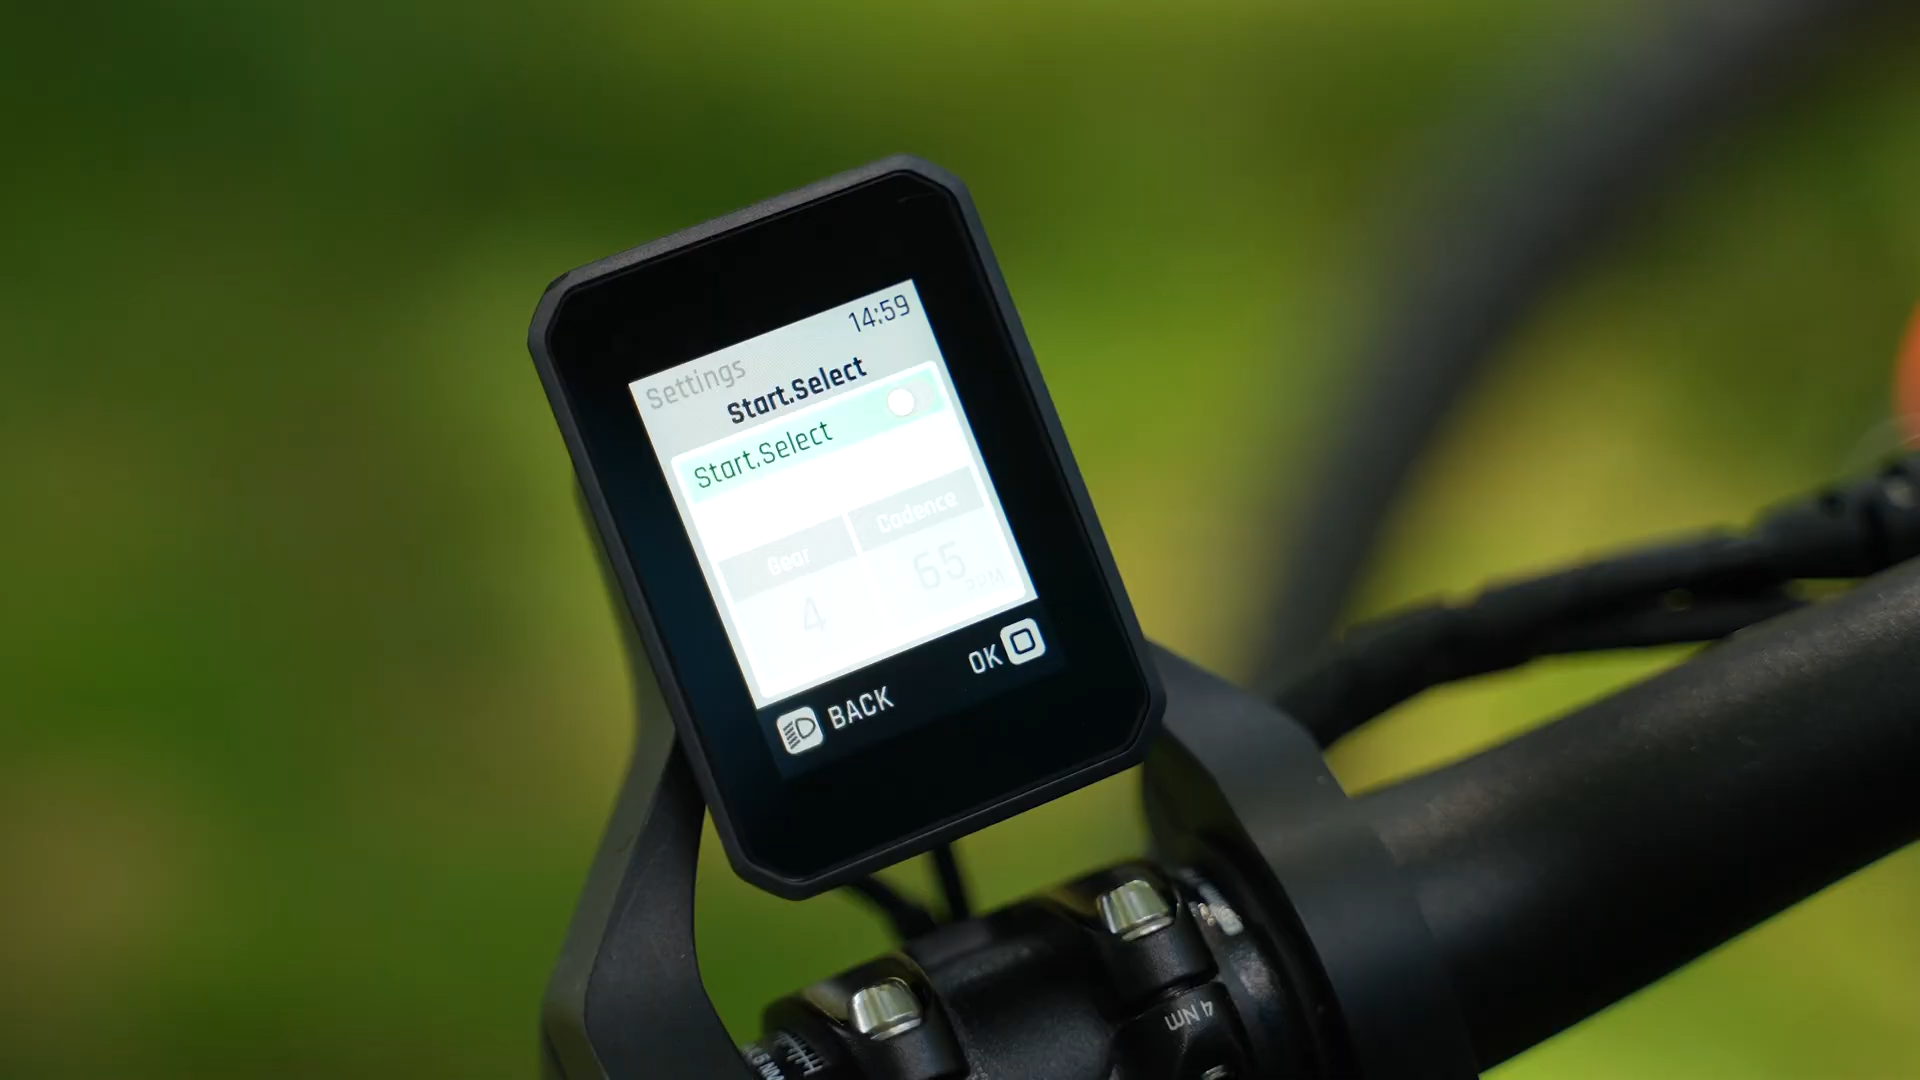 14:59
Settings
Start.Select
Start.Select
Gear
Cadence
4
65
RPM
BACK
OK
4 Nm